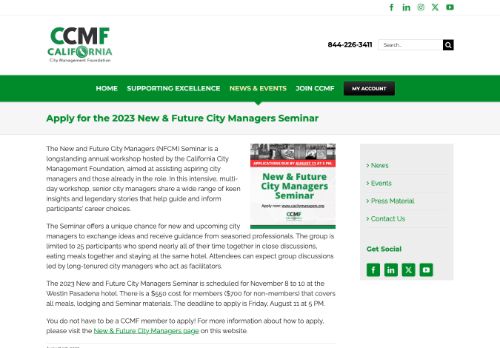 CCMF
CALIFORNIA
City Management Foundation
844-226-3411
Search...
HOME
SUPPORTING EXCELLENCE
NEWS & EVENTS
JOIN CCMF
MY ACCOUNT
Apply for the 2023 New & Future City Managers Seminar
The New and Future City Managers (NFCM) Seminar is a
longstanding annual workshop hosted by the California City
Management Foundation, aimed at assisting aspiring city
managers and those already in the role. In this intensive, multi-
day workshop, senior city managers share a wide range of keen
insights and legendary stories that help guide and inform
participants' career choices.
APPLICATIONS DUE BY AUGUST 11 AT 5 PM.
New & Future
City Managers
Seminar
Apply now: www.cacitymanagers.org
CCMF
CALIFORNIA
The Seminar offers a unique chance for new and upcoming city
managers to exchange ideas and receive guidance from seasoned professionals. The group is
limited to 25 participants who spend nearly all of their time together in close discussions,
eating meals together and staying at the same hotel. Attendees can expect group discussions
led by long-tenured city managers who act as facilitators.
The 2023 New and Future City Managers Seminar is scheduled for November 8 to 10 at the
Westin Pasadena hotel. There is a $550 cost for members ($700 for non-members) that covers
all meals, lodging and Seminar materials. The deadline to apply is Friday, August 11 at 5 PM.
You do not have to be a CCMF member to apply! For more information about how to apply,
please visit the New & Future City Managers page on this website.
> News
> Events
> Press Material
> Contact Us
Get Social